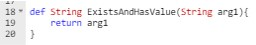 18 def String ExistsAndHasValue(String arg1){
19     return arg1
20 }